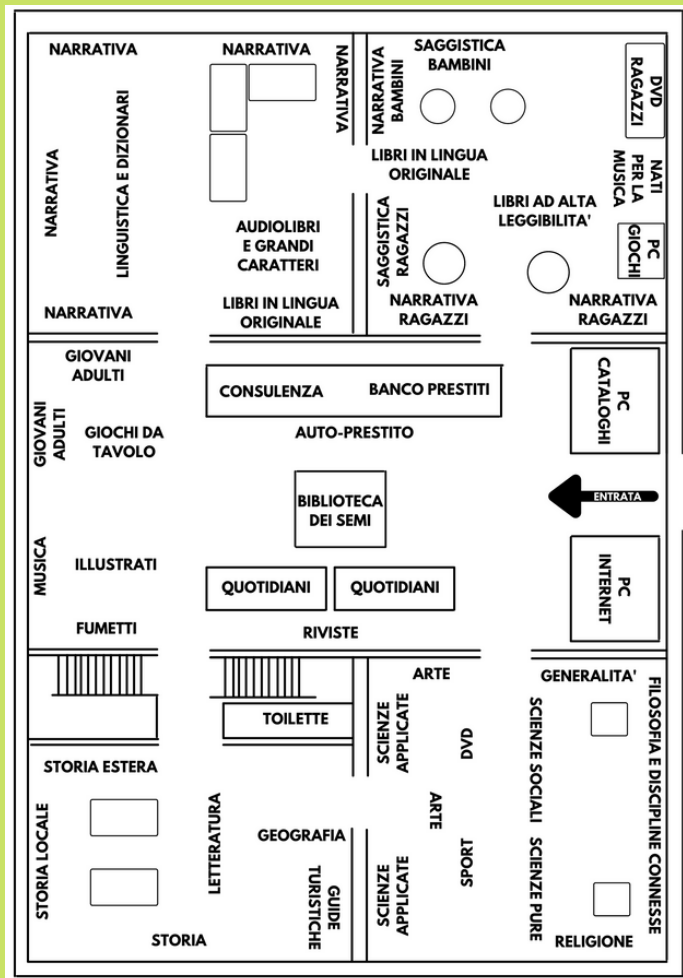 NARRATIVA
NARRATIVA
NARRATIVA
LINGUISTICA E DIZIONARI
NARRATIVA
NARRATIVA
AUDIOLIBRI
E GRANDI
CARATTERI
LIBRI IN LINGUA
ORIGINALE
NARRATIVA
BAMBINI
SAGGISTICA
BAMBINI
DVD
RAGAZZI
LIBRI IN LINGUA
ORIGINALE
NATI
PER LA
MUSICA
LIBRI AD ALTA
LEGGIBILITA'
SAGGISTICA
RAGAZZI
PC
GIOCHI
NARRATIVA
RAGAZZI
NARRATIVA
RAGAZZI
GIOVANI
ADULTI
GIOVANI
ADULTI
GIOCHI DA
TAVOLO
CONSULENZA
BANCO PRESTITI
AUTO-PRESTITO
PC
CATALOGHI
BIBLIOTECA
DEI SEMI
ENTRATA
MUSICA
ILLUSTRATI
FUMETTI
QUOTIDIANI
QUOTIDIANI
RIVISTE
PC
INTERNET
TOILETTE
STORIA ESTERA
STORIA LOCALE
LETTERATURA
GEOGRAFIA
GUIDE
TURISTICHE
STORIA
ARTE
SCIENZE
APPLICATE
DVD
ARTE
SPORT
SCIENZE
APPLICATE
GENERALITA'
SCIENZE SOCIALI
SCIENZE PURE
FILOSOFIA E DISCIPLINE CONNESSE
RELIGIONE